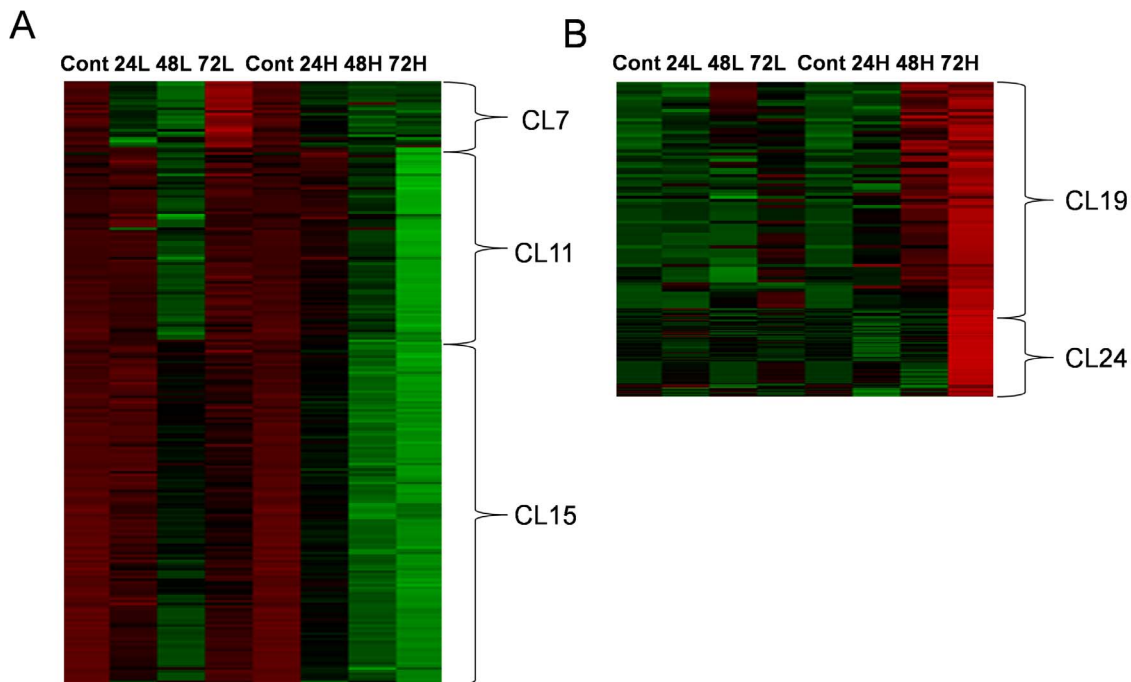 A
Cont 24L 48L 72L Cont 24H 48H 72H
CL7
CL11
CL15
B
Cont 24L 48L 72L Cont 24H 48H 72H
CL19
CL24